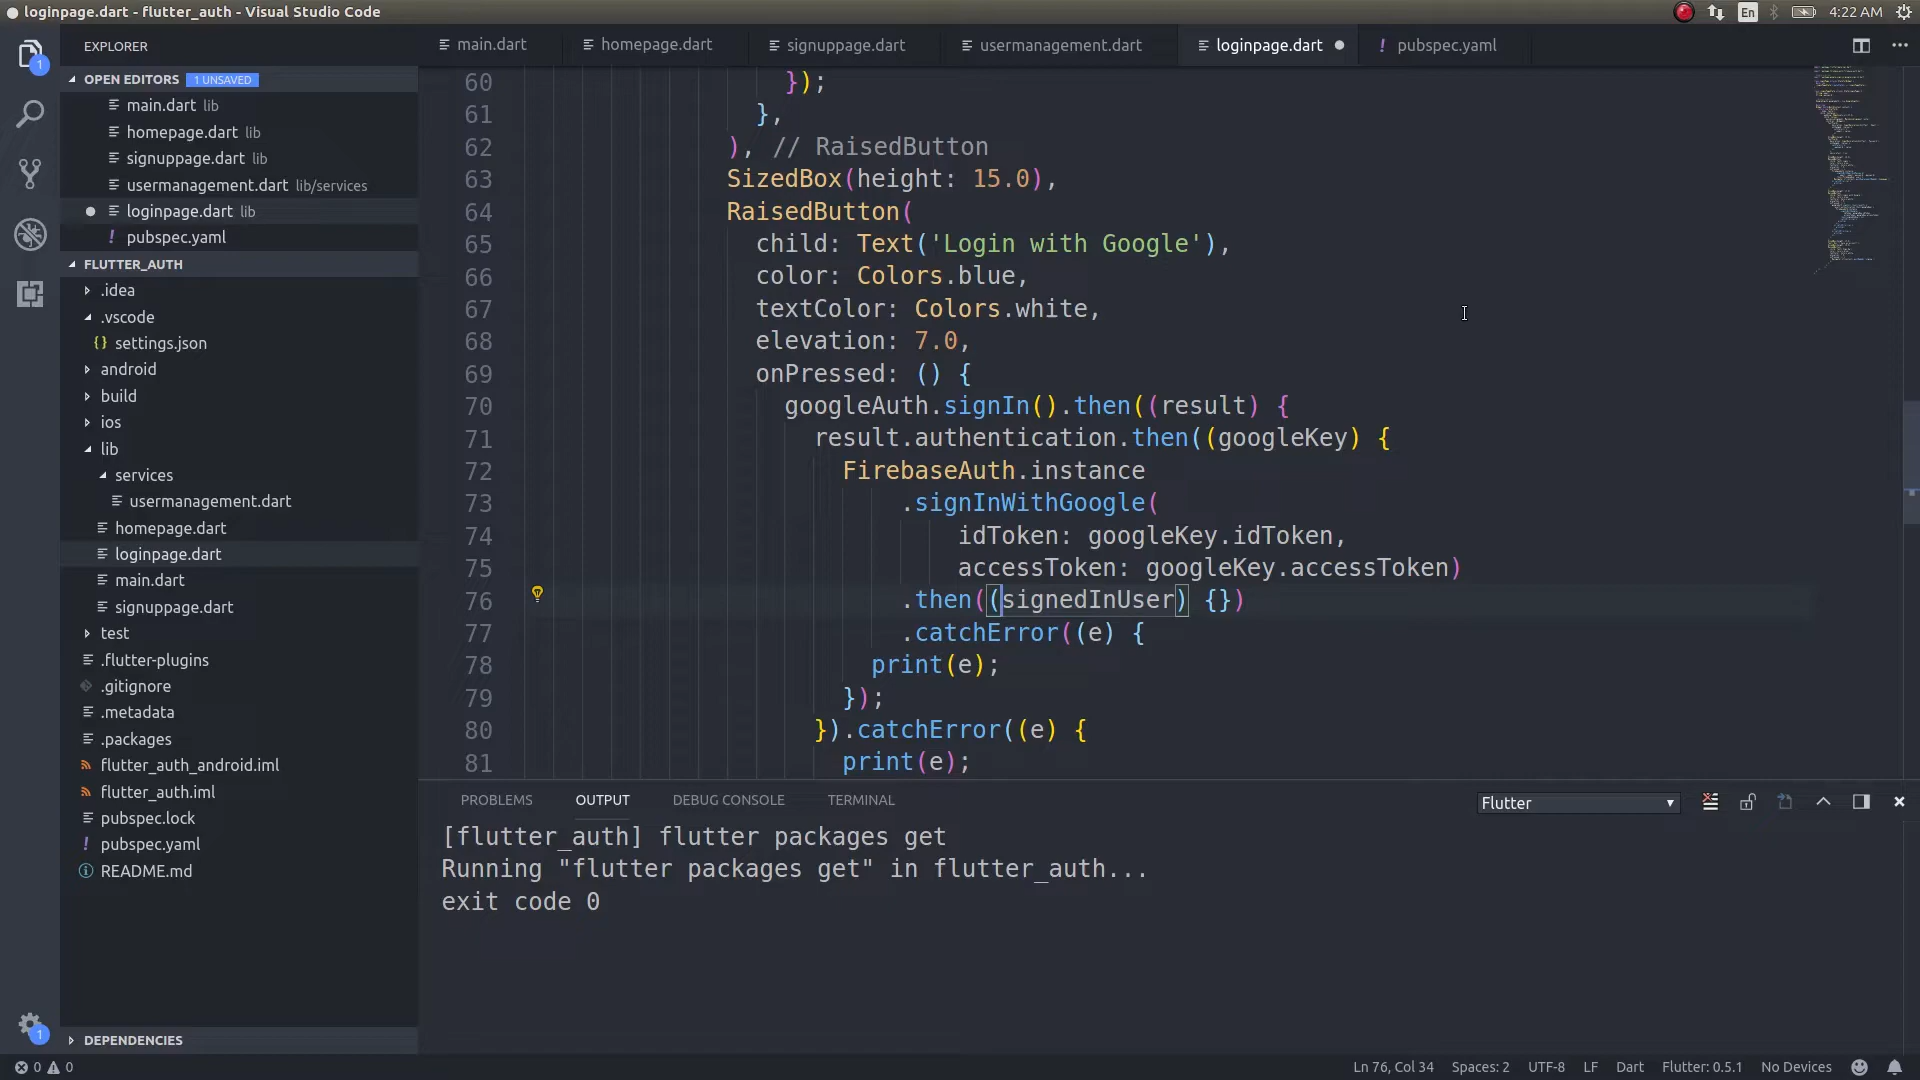 loginpage.dart - flutter_auth - Visual Studio Code
En
4:22 AM
1
1
EXPLORER
OPEN EDITORS
1 UNSAVED
main.dart lib
homepage.dart lib
signuppage.dart lib
usermanagement.dart lib/services
loginpage.dart lib
! pubspec.yaml
FLUTTER_AUTH
.idea
.vscode
{} settings.json
android
build
ios
lib
services
usermanagement.dart
homepage.dart
loginpage.dart
main.dart
signuppage.dart
test
.flutter-plugins
.gitignore
.metadata
.packages
flutter_auth_android.iml
flutter_auth.iml
pubspec.lock
! pubspec.yaml
README.md
DEPENDENCIES
main.dart
homepage.dart
signuppage.dart
usermanagement.dart
loginpage.dart
! pubspec.yaml
60 });
61 },
62 ), // RaisedButton
63 SizedBox(height: 15.0),
64 RaisedButton(
65 child: Text('Login with Google'),
66 color: Colors.blue,
67 textColor: Colors.white,
68 elevation: 7.0,
69 onPressed: () {
70 googleAuth.signIn().then((result) {
71 result.authentication.then((googleKey) {
72 FirebaseAuth.instance
73 .signInWithGoogle(
74 idToken: googleKey.idToken,
75 accessToken: googleKey.accessToken)
76 .then((signedInUser) {})
77 .catchError((e) {
78 print(e);
79 });
80 }).catchError((e) {
81 print(e);
PROBLEMS
OUTPUT
DEBUG CONSOLE
TERMINAL
Flutter
[flutter_auth] flutter packages get
Running "flutter packages get" in flutter_auth...
exit code 0
0
0
Ln 76, Col 34
Spaces: 2
UTF-8
LF
Dart
Flutter: 0.5.1
No Devices